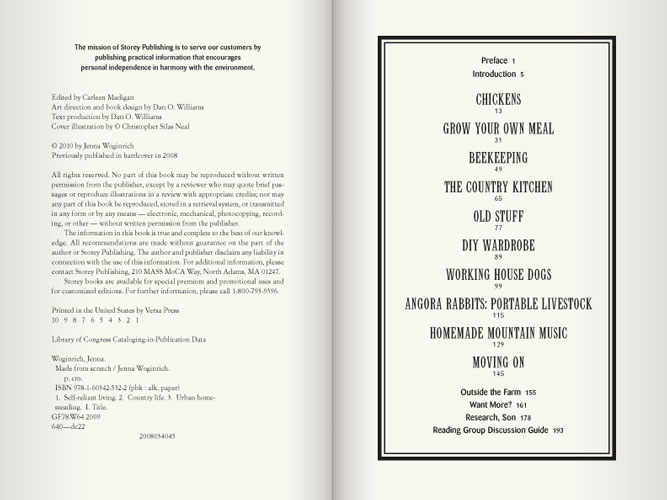 The mission of Storey Publishing is to serve our customers by
publishing practical information that encourages
personal independence in harmony with the environment.
Edited by Carleen Madigan
Art direction and book design by Dan O. Williams
Text production by Dan O. Williams
Cover illustration by © Christopher Silas Neal
© 2010 by Jenna Woginrich
Previously published in hardcover in 2008
All rights reserved. No part of this book may be reproduced without written
permission from the publisher, except by a reviewer who may quote brief pas-
sages or reproduce illustrations in a review with appropriate credits; nor may
any part of this book be reproduced, stored in a retrieval system, or transmitted
in any form or by any means — electronic, mechanical, photocopying, record-
ing, or other — without written permission from the publisher.
The information in this book is true and complete to the best of our knowl-
edge. All recommendations are made without guarantee on the part of the
author or Storey Publishing. The author and publisher disclaim any liability in
connection with the use of this information. For additional information, please
contact Storey Publishing, 210 MASS MoCA Way, North Adams, MA 01247.
Storey books are available for special premium and promotional uses and
for customized editions. For further information, please call 1-800-793-9396.
Printed in the United States by Versa Press
10 9 8 7 6 5 4 3 2 1
Library of Congress Cataloging-in-Publication Data
Woginrich, Jenna.
Made from scratch / Jenna Woginrich.
p. cm.
ISBN 978-1-60342-532-2 (pbk : alk. paper)
1. Self-reliant living. 2. Country life. 3. Urban home-
steading. I. Title.
GF78.W64 2009
640—dc22
2008034045
Preface 1
Introduction 5
CHICKENS
13
GROW YOUR OWN MEAL
31
BEEKEEPING
49
THE COUNTRY KITCHEN
65
OLD STUFF
77
DIY WARDROBE
89
WORKING HOUSE DOGS
99
ANGORA RABBITS: PORTABLE LIVESTOCK
115
HOMEMADE MOUNTAIN MUSIC
129
MOVING ON
145
Outside the Farm 155
Want More? 161
Research, Son 178
Reading Group Discussion Guide 193